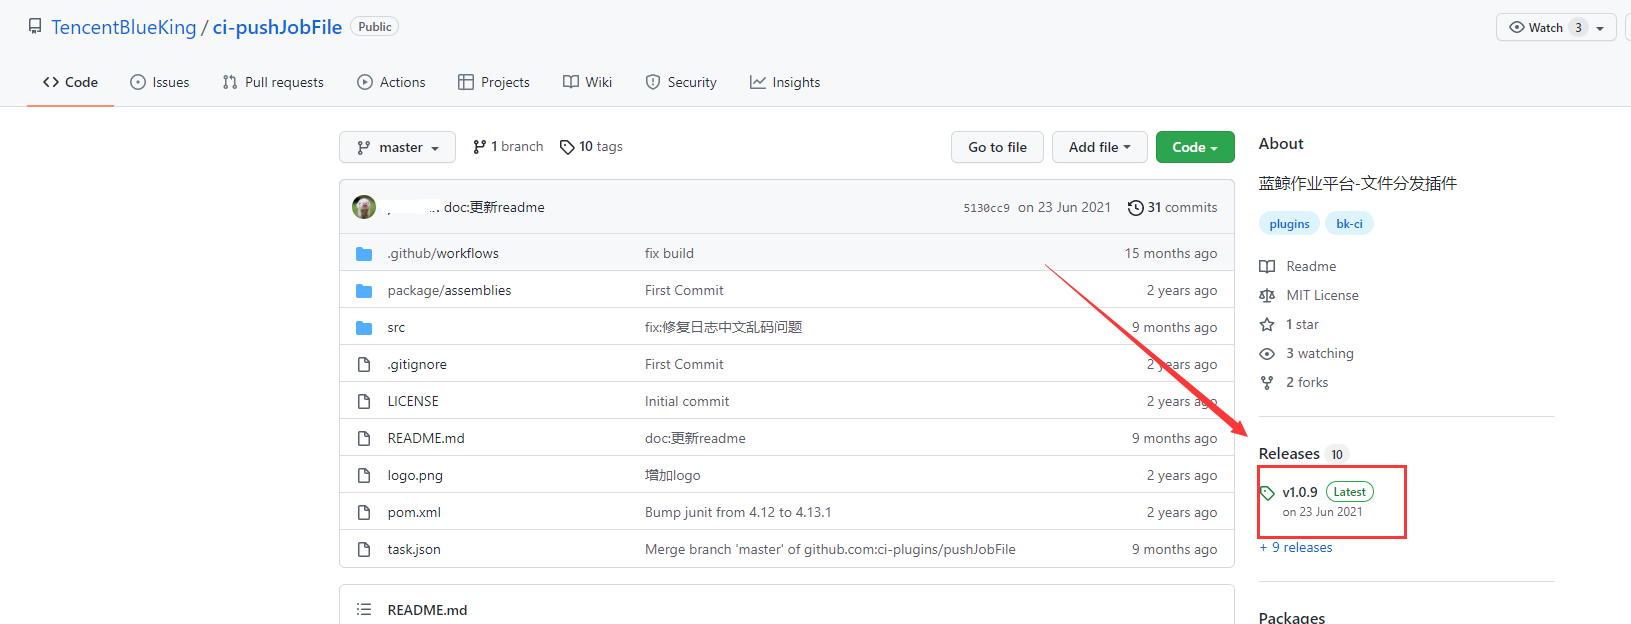 TencentBlueKing / ci-pushJobFile Public
Watch 3
Code Issues Pull requests Actions Projects Wiki Security Insights
master 1 branch 10 tags Go to file Add file Code
doc:更新readme 5130cc9 on 23 Jun 2021 31 commits
.github/workflows fix build 15 months ago
package/assemblies First Commit 2 years ago
src fix:修复日志中文乱码问题 9 months ago
.gitignore First Commit 2 years ago
LICENSE Initial commit 2 years ago
README.md doc:更新readme 9 months ago
logo.png 增加logo 2 years ago
pom.xml Bump junit from 4.12 to 4.13.1 2 years ago
task.json Merge branch 'master' of github.com:ci-plugins/pushJobFile 9 months ago
README.md
About
蓝鲸作业平台-文件分发插件
plugins bk-ci
Readme
MIT License
1 star
3 watching
2 forks
Releases 10
v1.0.9 Latest
on 23 Jun 2021
+ 9 releases
Packages